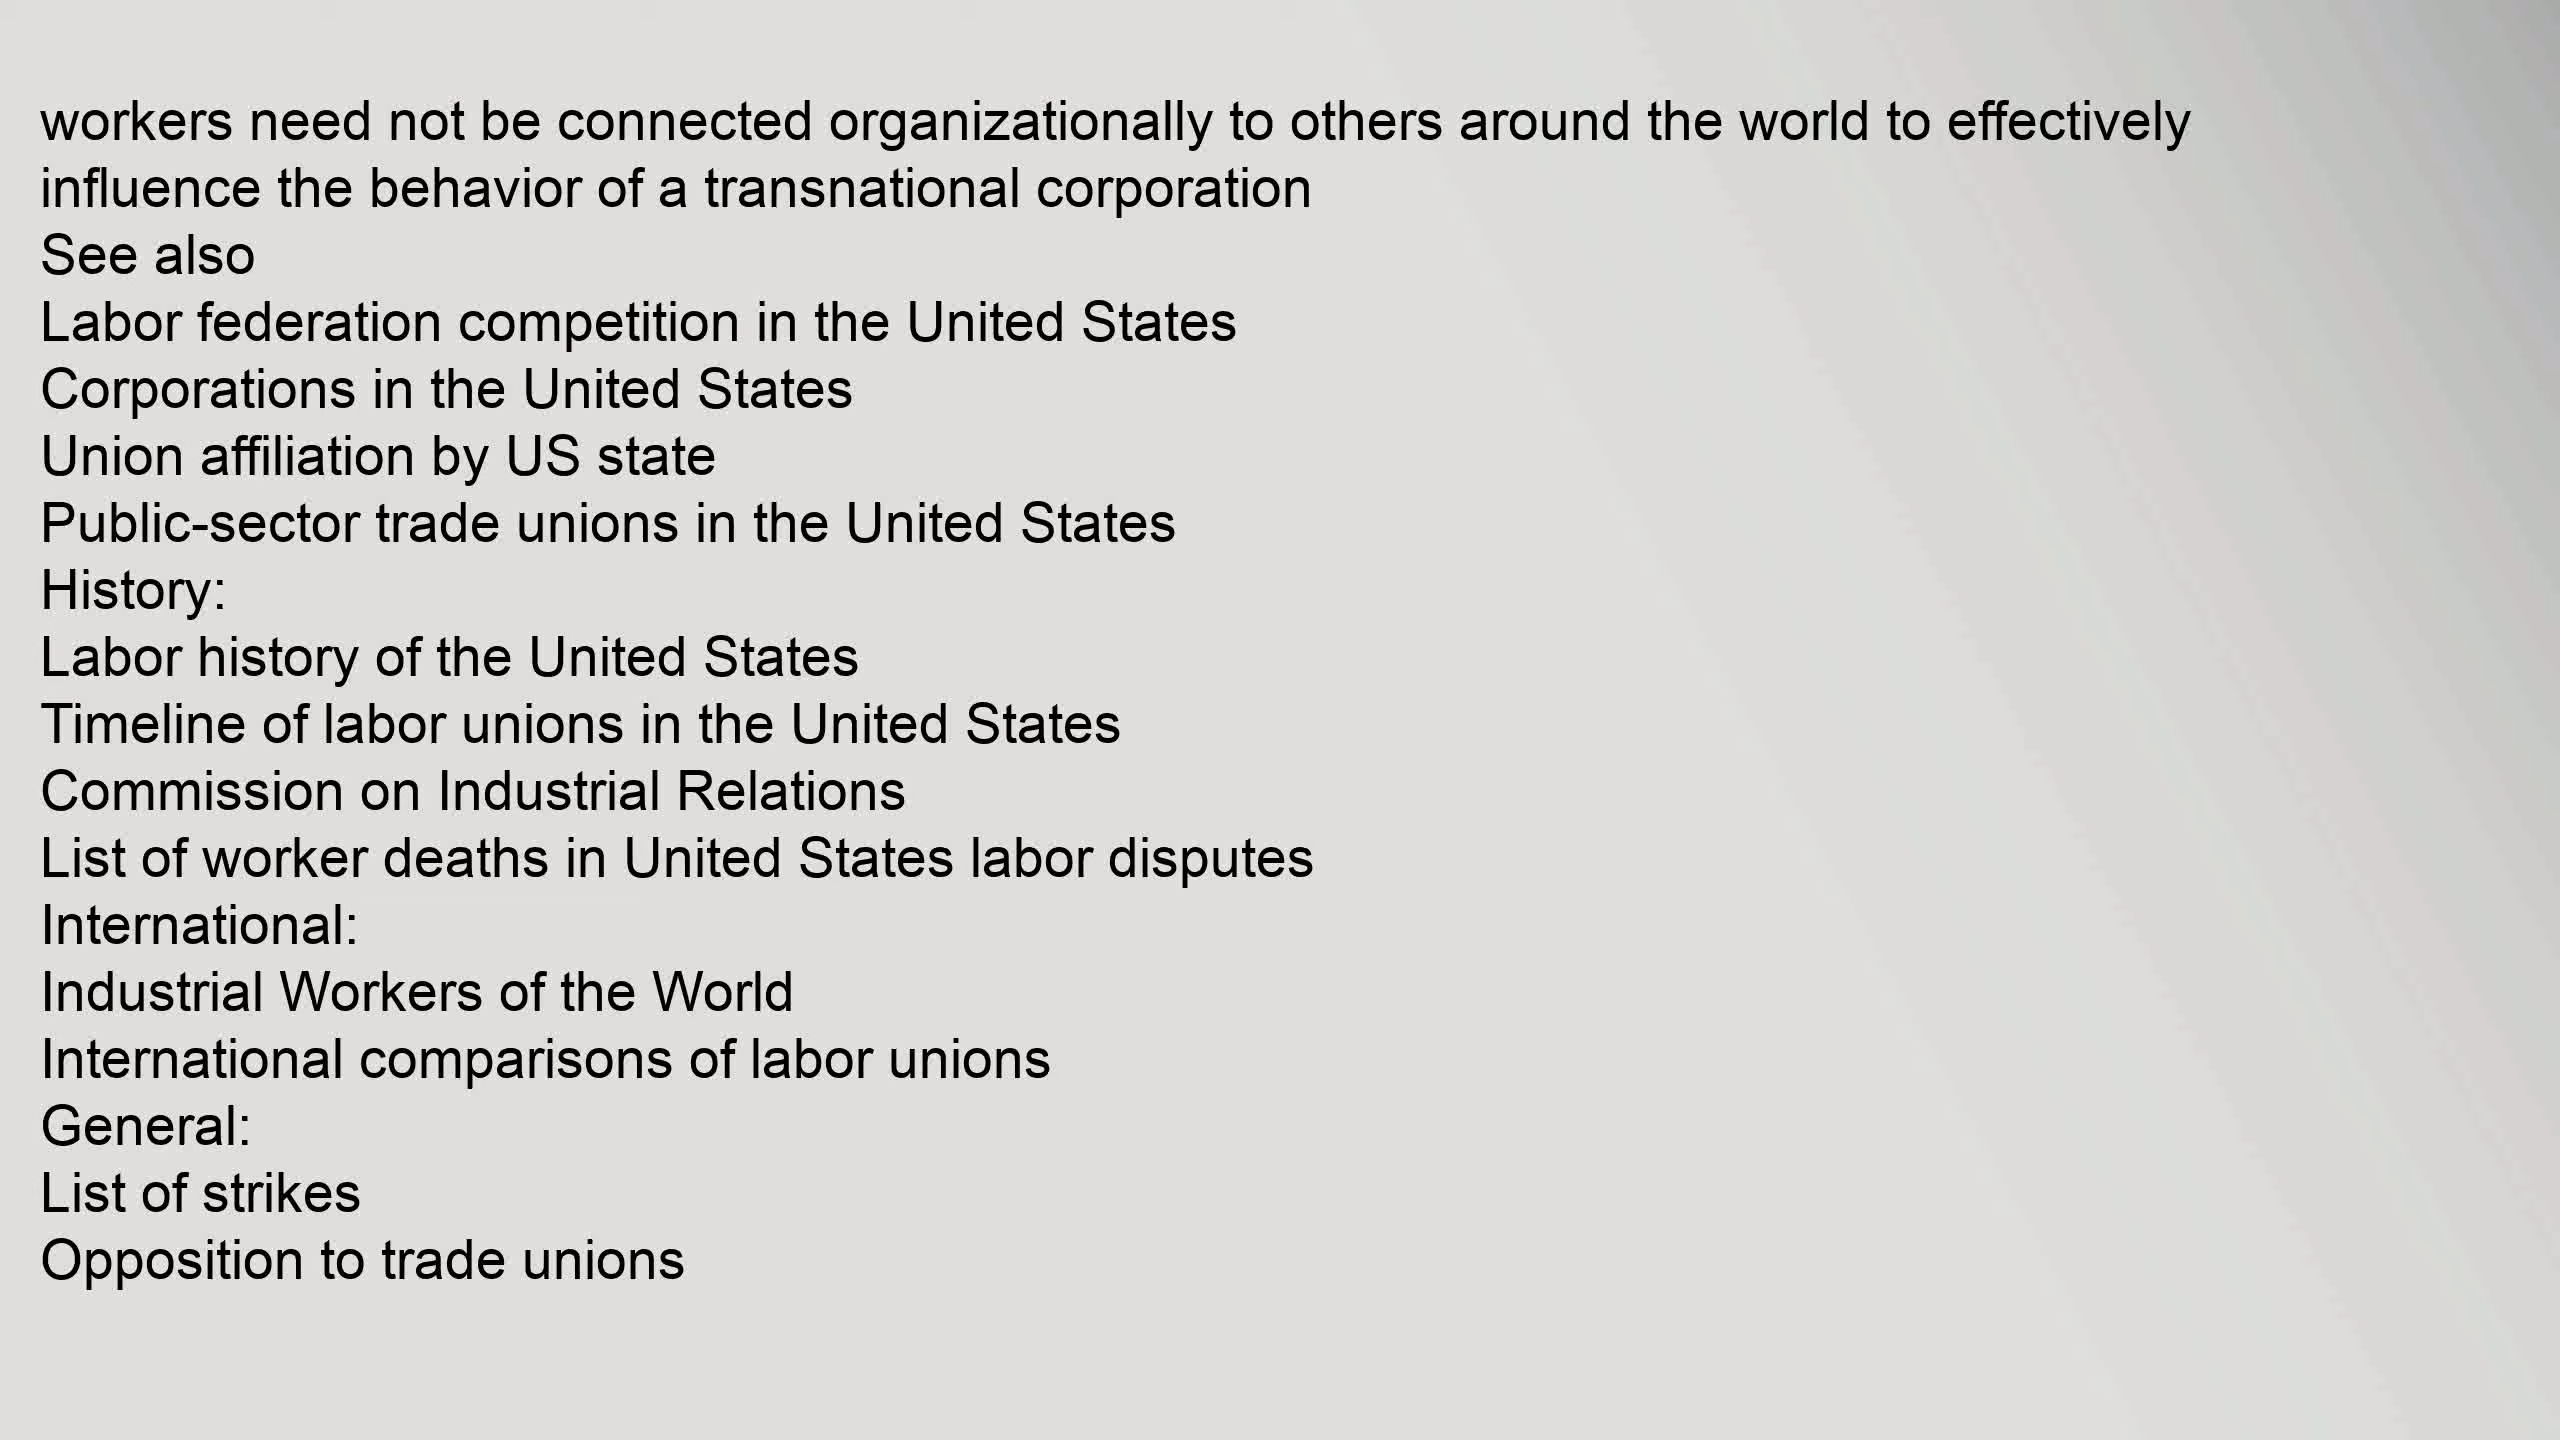 workers need not be connected organizationally to others around the world to effectively
influence the behavior of a transnational corporation
See also
Labor federation competition in the United States
Corporations in the United States
Union affiliation by US state
Public-sector trade unions in the United States
History:
Labor history of the United States
Timeline of labor unions in the United States
Commission on Industrial Relations
List of worker deaths in United States labor disputes
International:
Industrial Workers of the World
International comparisons of labor unions
General:
List of strikes
Opposition to trade unions